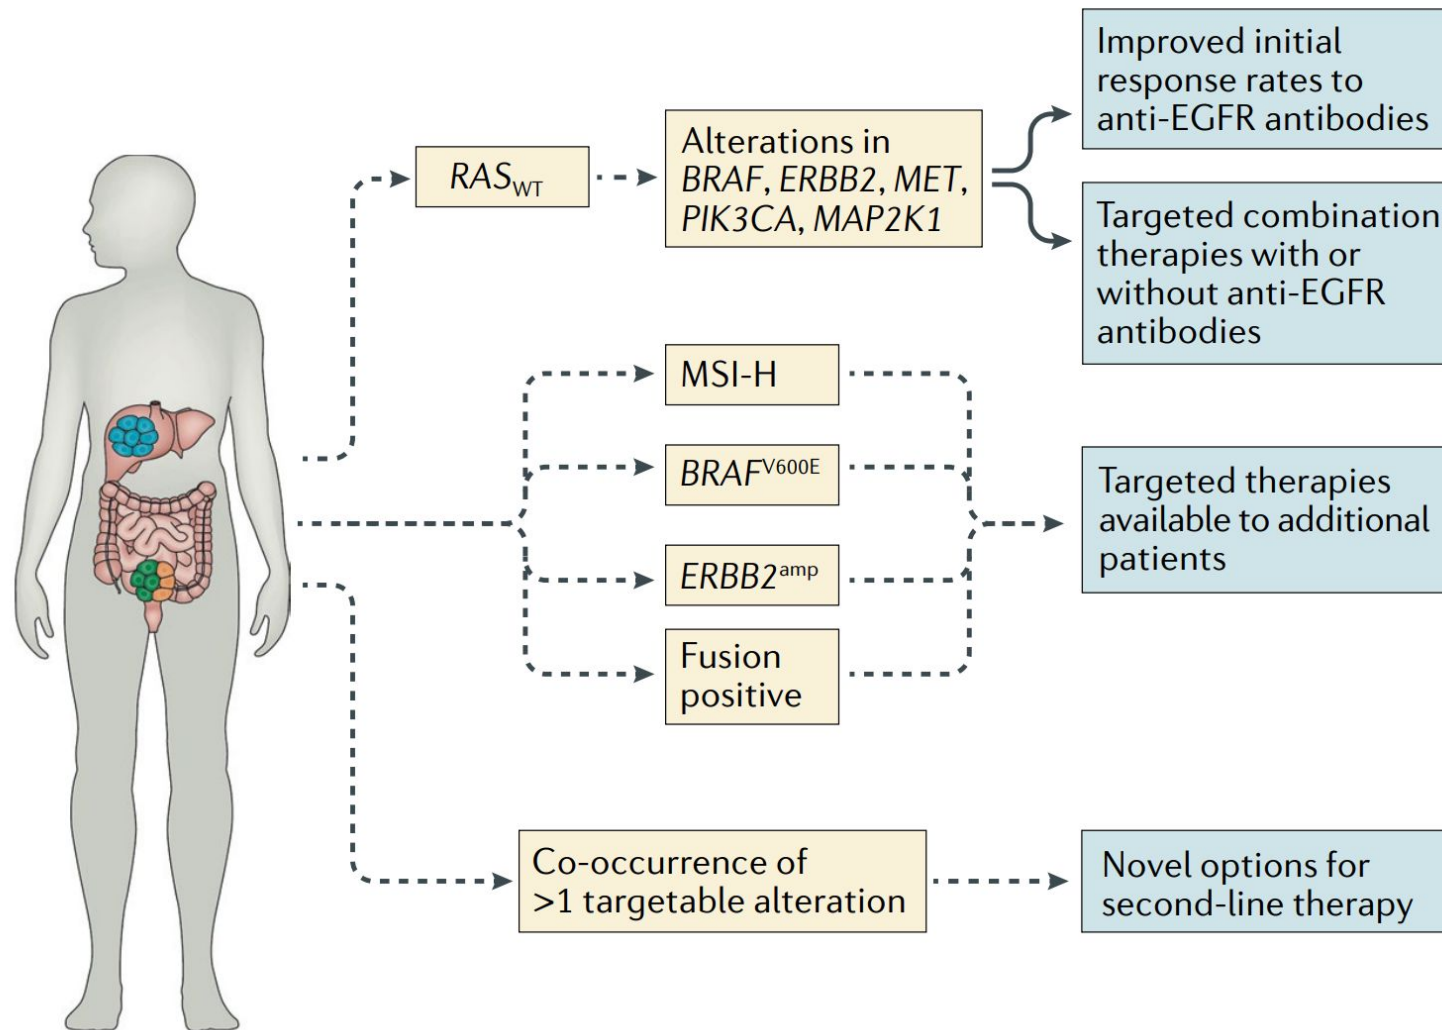 RAS WT
Alterations in
BRAF, ERBB2, MET,
PIK3CA, MAP2K1
Improved initial
response rates to
anti-EGFR antibodies
Targeted combination
therapies with or
without anti-EGFR
antibodies
MSI-H
BRAF V600E
ERBB2 amp
Fusion
positive
Targeted therapies
available to additional
patients
Co-occurrence of
>1 targetable alteration
Novel options for
second-line therapy